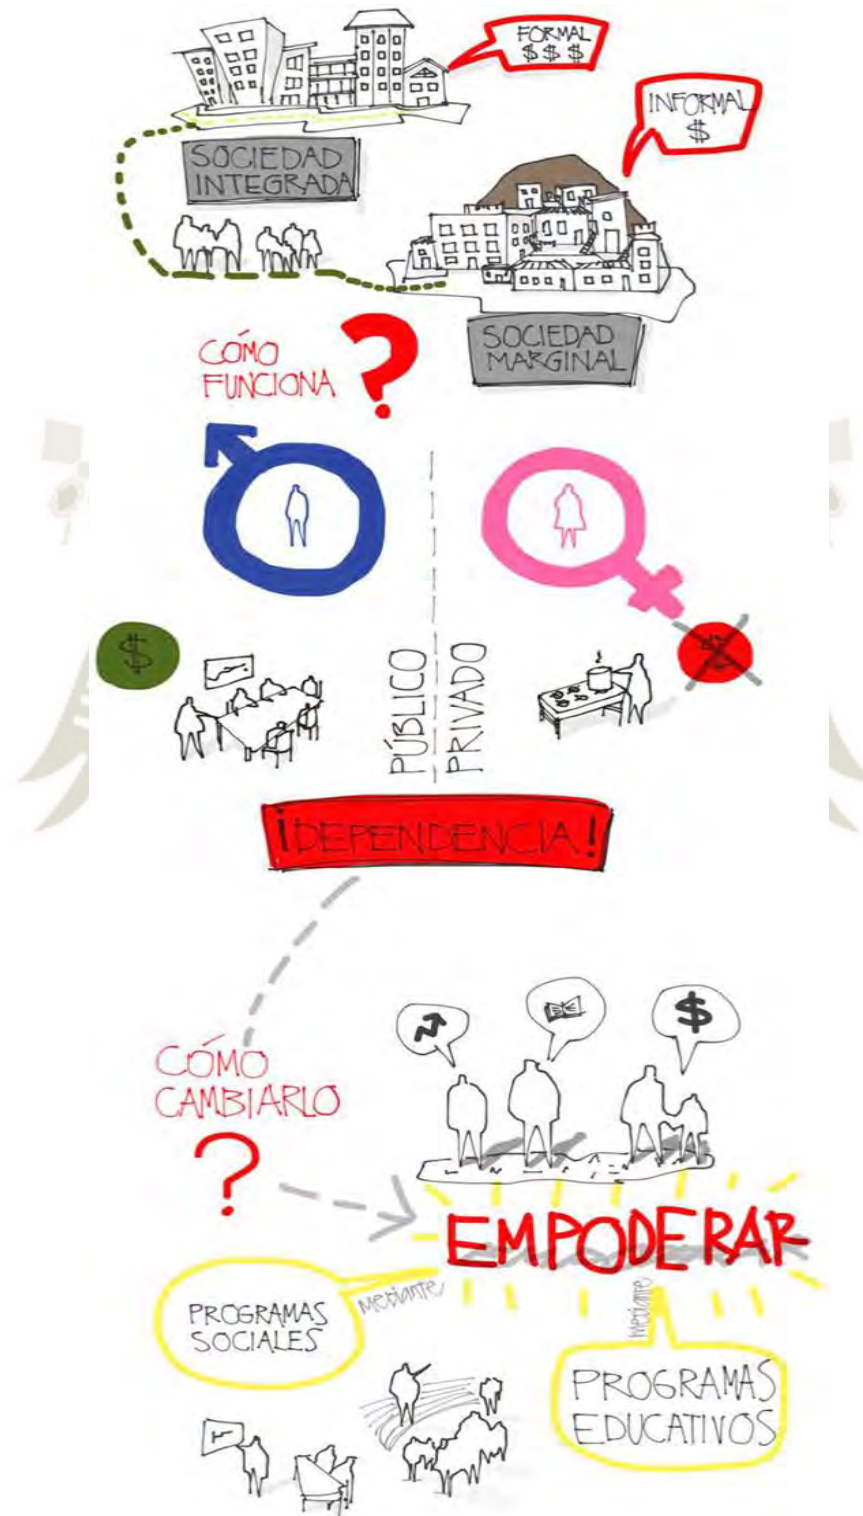 FORMAL
$ $ $
INFORMAL
$
SOCIEDAD
INTEGRADA
SOCIEDAD
MARGINAL
CÓMO
FUNCIONA
?
$
PÚBLICO
PRIVADO
$
¡DEPENDENCIA!
$
CÓMO
CAMBIARLO
?
EMPODERAR
mediante
PROGRAMAS
SOCIALES
mediante
PROGRAMAS
EDUCATIVOS